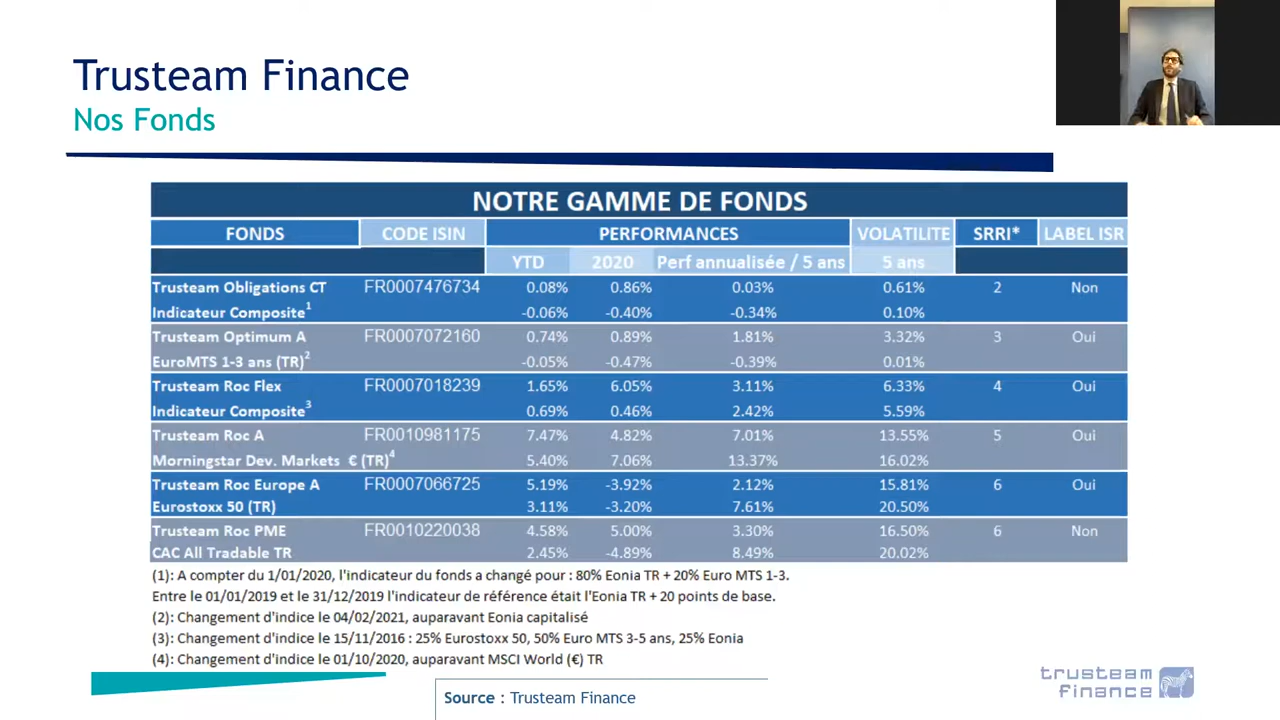 Trusteam Finance
Nos Fonds
NOTRE GAMME DE FONDS
FONDS CODE ISIN PERFORMANCES VOLATILITE SRRI* LABEL ISR
YTD 2020 Perf annualisée / 5 ans 5 ans
Trusteam Obligations CT FR0007476734 0.08% 0.86% 0.03% 0.61% 2 Non
Indicateur Composite1 -0.06% -0.40% -0.34% 0.10%
Trusteam Optimum A FR0007072160 0.74% 0.89% 1.81% 3.32% 3 Oui
EuroMTS 1-3 ans (TR)2 -0.05% -0.47% -0.39% 0.01%
Trusteam Roc Flex FR0007018239 1.65% 6.05% 3.11% 6.33% 4 Oui
Indicateur Composite3 0.69% 0.46% 2.42% 5.59%
Trusteam Roc A FR0010981175 7.47% 4.82% 7.01% 13.55% 5 Oui
Morningstar Dev. Markets € (TR)4 5.40% 7.06% 13.37% 16.02%
Trusteam Roc Europe A FR0007066725 5.19% -3.92% 2.12% 15.81% 6 Oui
Eurostoxx 50 (TR) 3.11% -3.20% 7.61% 20.50%
Trusteam Roc PME FR0010220038 4.58% 5.00% 3.30% 16.50% 6 Non
CAC All Tradable TR 2.45% -4.89% 8.49% 20.02%
(1): A compter du 1/01/2020, l'indicateur du fonds a changé pour : 80% Eonia TR + 20% Euro MTS 1-3.
Entre le 01/01/2019 et le 31/12/2019 l'indicateur de référence était l'Eonia TR + 20 points de base.
(2): Changement d'indice le 04/02/2021, auparavant Eonia capitalisé
(3): Changement d'indice le 15/11/2016 : 25% Eurostoxx 50, 50% Euro MTS 3-5 ans, 25% Eonia
(4): Changement d'indice le 01/10/2020, auparavant MSCI World (€) TR
Source : Trusteam Finance
trusteam
finance